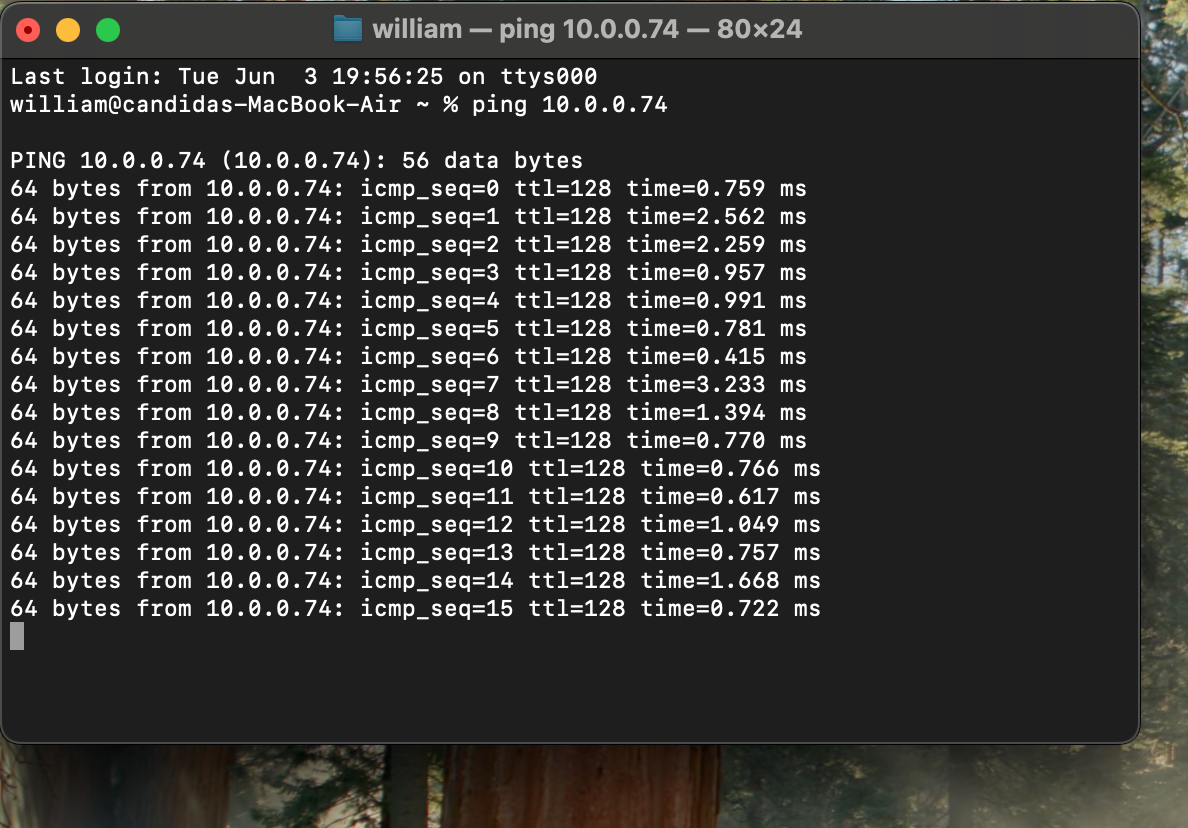 william — ping 10.0.0.74 — 80×24
Last login: Tue Jun  3 19:56:25 on ttys000
william@candidas-MacBook-Air ~ % ping 10.0.0.74
PING 10.0.0.74 (10.0.0.74): 56 data bytes
64 bytes from 10.0.0.74: icmp_seq=0 ttl=128 time=0.759 ms
64 bytes from 10.0.0.74: icmp_seq=1 ttl=128 time=2.562 ms
64 bytes from 10.0.0.74: icmp_seq=2 ttl=128 time=2.259 ms
64 bytes from 10.0.0.74: icmp_seq=3 ttl=128 time=0.957 ms
64 bytes from 10.0.0.74: icmp_seq=4 ttl=128 time=0.991 ms
64 bytes from 10.0.0.74: icmp_seq=5 ttl=128 time=0.781 ms
64 bytes from 10.0.0.74: icmp_seq=6 ttl=128 time=0.415 ms
64 bytes from 10.0.0.74: icmp_seq=7 ttl=128 time=3.233 ms
64 bytes from 10.0.0.74: icmp_seq=8 ttl=128 time=1.394 ms
64 bytes from 10.0.0.74: icmp_seq=9 ttl=128 time=0.770 ms
64 bytes from 10.0.0.74: icmp_seq=10 ttl=128 time=0.766 ms
64 bytes from 10.0.0.74: icmp_seq=11 ttl=128 time=0.617 ms
64 bytes from 10.0.0.74: icmp_seq=12 ttl=128 time=1.049 ms
64 bytes from 10.0.0.74: icmp_seq=13 ttl=128 time=0.757 ms
64 bytes from 10.0.0.74: icmp_seq=14 ttl=128 time=1.668 ms
64 bytes from 10.0.0.74: icmp_seq=15 ttl=128 time=0.722 ms